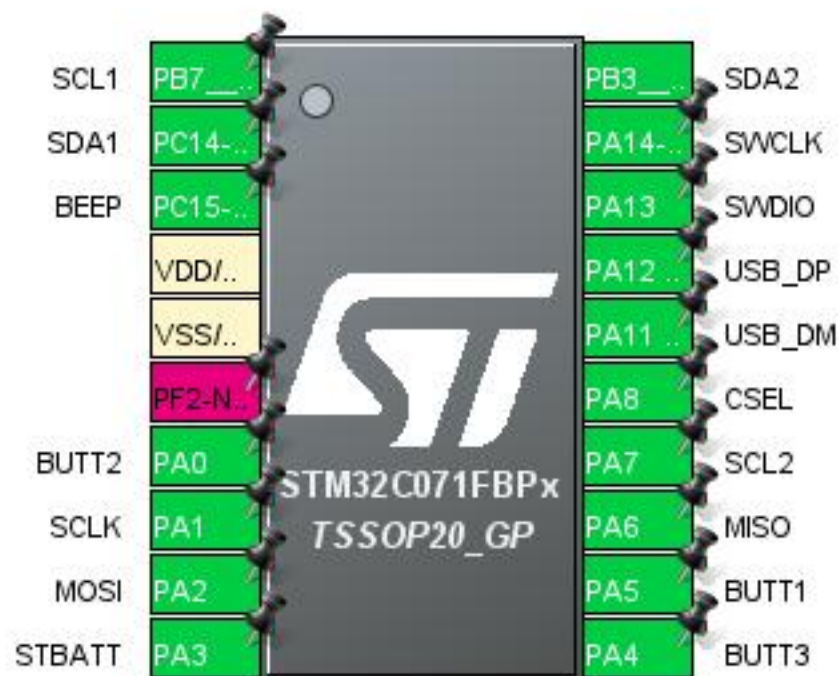 SCL1 PB7__.. PB3__.. SDA2
SDA1 PC14-.. PA14-.. SWCLK
BEEP PC15-.. PA13 SWDIO
VDD/.. PA12 .. USB_DP
VSS/.. PA11 .. USB_DM
PF2-N.. PA8 CSEL
BUTT2 PA0 PA7 SCL2
STM32C071FBPx
SCLK PA1 PA6 MISO
TSSOP20_GP
MOSI PA2 PA5 BUTT1
STBATT PA3 PA4 BUTT3
ST